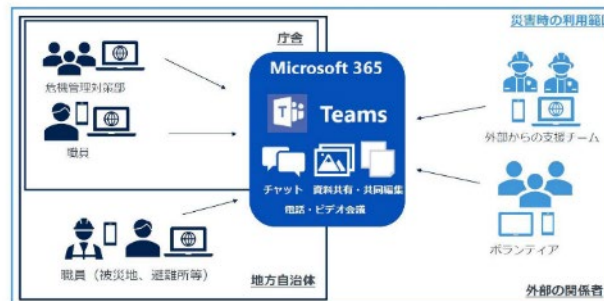 災害時の利用範囲
庁舎
Microsoft 365
危機管理対策部
Teams
職員
外部からの支援チーム
チャット
資料共有・共同編集
電話・ビデオ会議
ボランティア
職員（被災地、避難所等）
地方自治体
外部の関係者